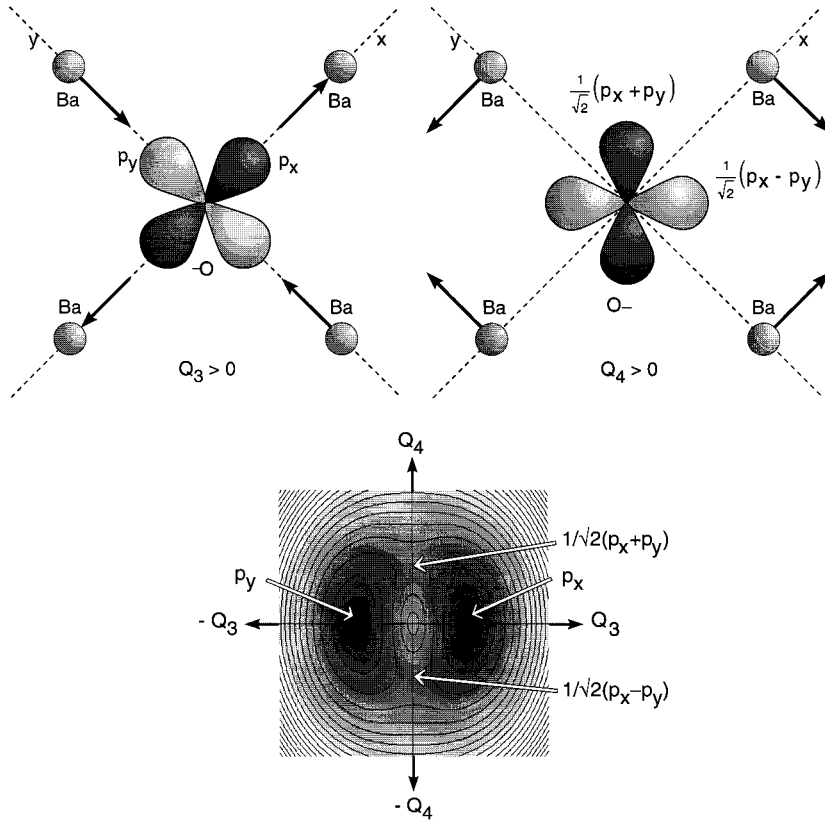 y
x
Ba
Ba
p_y
p_x
–O
Ba
Ba
Q_3 > 0
y
x
Ba
Ba
1/√2 (p_x + p_y)
1/√2 (p_x - p_y)
O–
Ba
Ba
Q_4 > 0
Q_4
1/√2(p_x+p_y)
p_y
p_x
- Q_3
Q_3
1/√2(p_x–p_y)
- Q_4